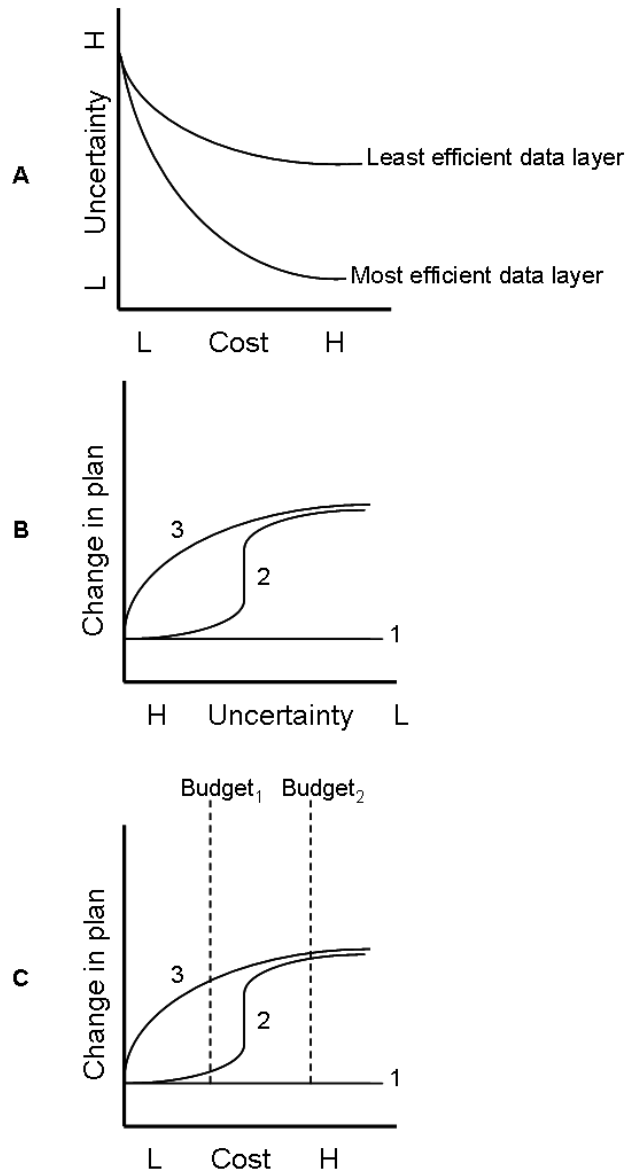 A
H
Uncertainty
L
Least efficient data layer
Most efficient data layer
L Cost H
B
Change in plan
3
2
1
H Uncertainty L
Budget1 Budget2
C
Change in plan
3
2
1
L Cost H